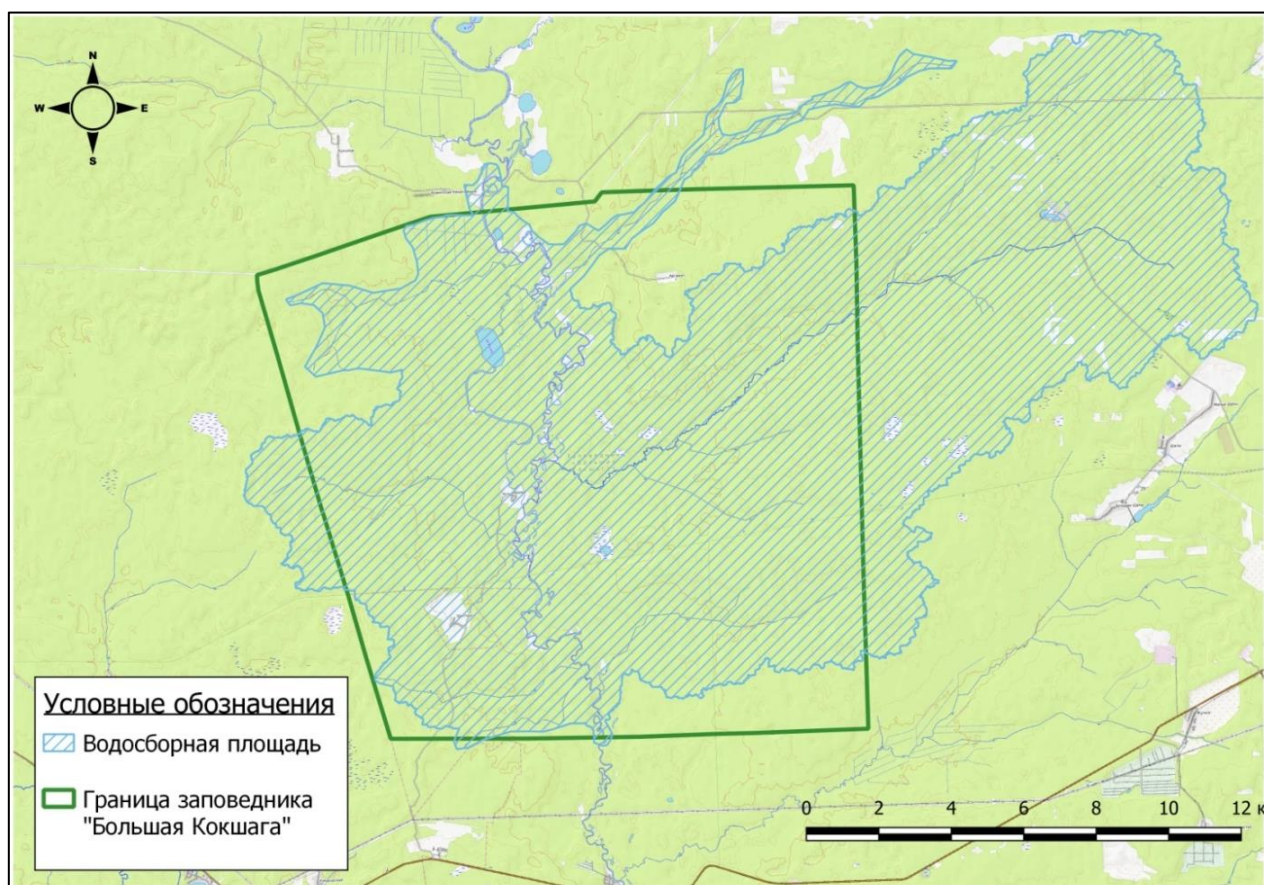 N
W E
S
Условные обозначения
Водосборная площадь
Граница заповедника
"Большая Кокшага"
0 2 4 6 8 10 12 к